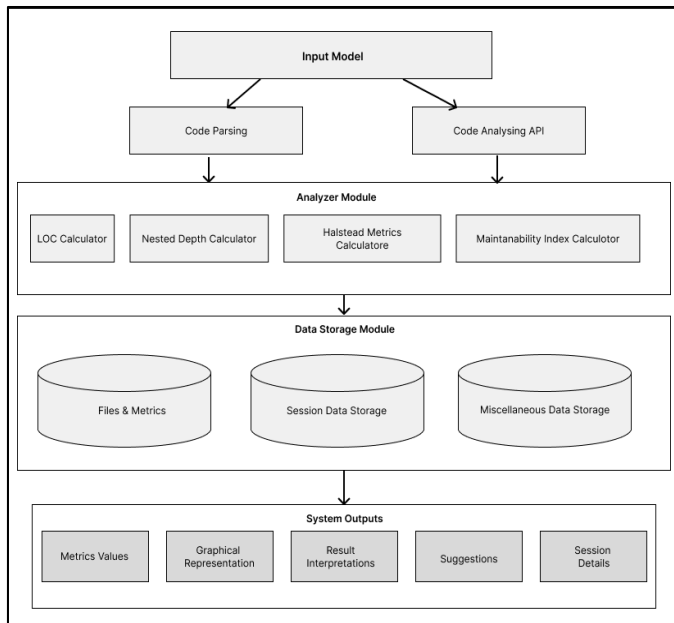 Input Model
Code Parsing
Code Analysing API
Analyzer Module
LOC Calculator
Nested Depth Calculator
Halstead Metrics
Calculatore
Maintanability Index Calculotor
Data Storage Module
Files & Metrics
Session Data Storage
Miscellaneous Data Storage
System Outputs
Metrics Values
Graphical
Representation
Result
Interpretations
Suggestions
Session
Details